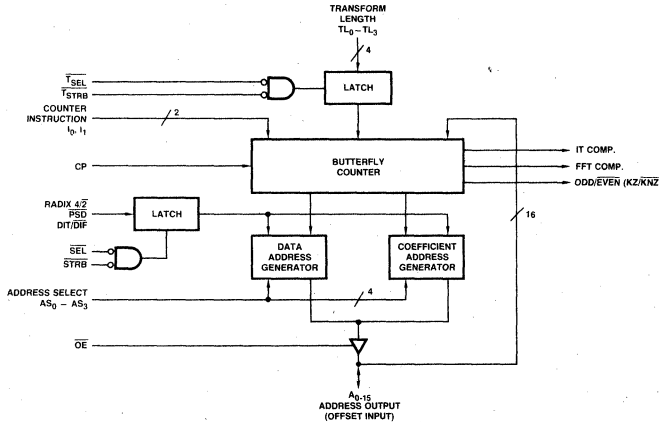 TRANSFORM
LENGTH
TL0 – TL3
4
T̅S̅E̅L̅
T̅S̅T̅R̅B̅
LATCH
COUNTER
INSTRUCTION
I0, I1
2
CP
BUTTERFLY
COUNTER
IT COMP.
FFT COMP.
ODD/E̅V̅E̅N̅ (KZ/K̅N̅Z̅
16
RADIX 4/2̅
P̅S̅D̅
DIT/D̅I̅F̅
LATCH
S̅E̅L̅
S̅T̅R̅B̅
DATA
ADDRESS
GENERATOR
COEFFICIENT
ADDRESS
GENERATOR
ADDRESS SELECT
AS0 – AS3
4
O̅E̅
A0-15
ADDRESS OUTPUT
(OFFSET INPUT)